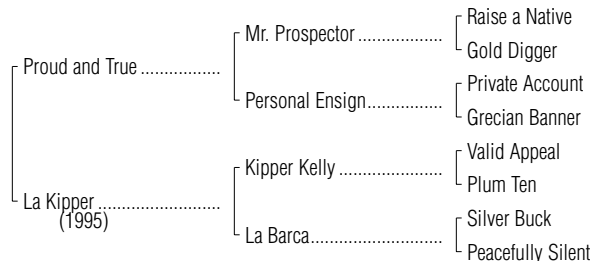 Raise a Native
Mr. Prospector ..................
Gold Digger
Proud and True .................
Private Account
Personal Ensign................
Grecian Banner
Valid Appeal
Kipper Kelly ......................
Plum Ten
La Kipper ..........................
(1995)
Silver Buck
La Barca............................
Peacefully Silent